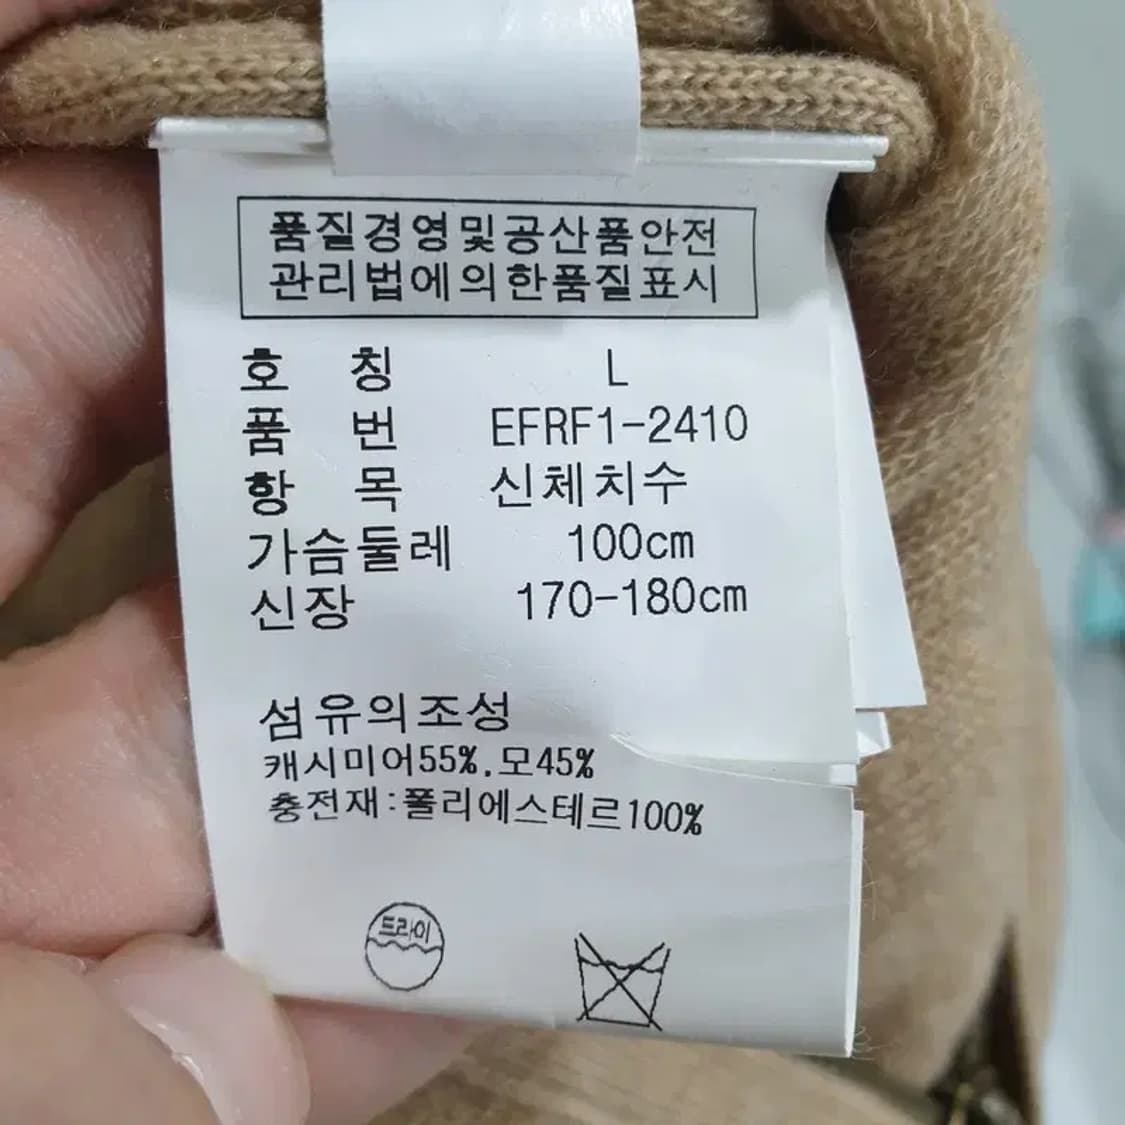 품질경영및공산품안전
관리법에의한품질표시
호 칭 L
품 번 EFRF1-2410
항 목 신체치수
가슴둘레 100cm
신장 170-180cm
섬유의조성
캐시미어55%.모45%
충전재:폴리에스테르100%
드라이